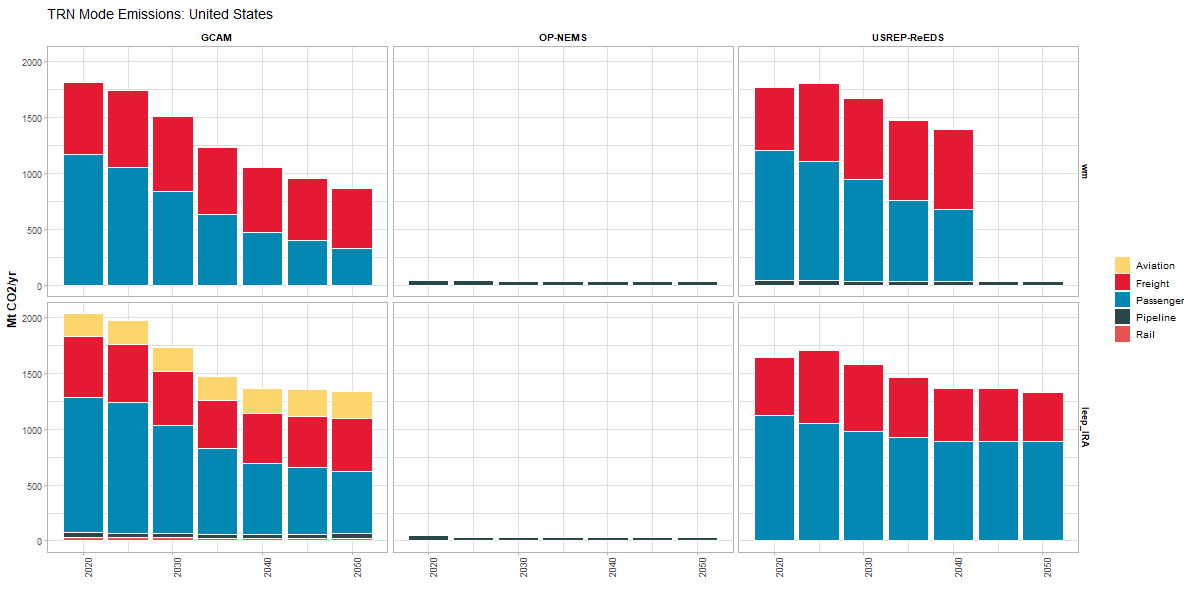 TRN Mode Emissions: United States
GCAM
OP-NEMS
USREP-ReEDS
Mt CO2/yr
2000
1500
1000
500
0
wm
2000
1500
1000
500
0
leep_IRA
2020
2030
2040
2050
2020
2030
2040
2050
2020
2030
2040
2050
Aviation
Freight
Passenger
Pipeline
Rail